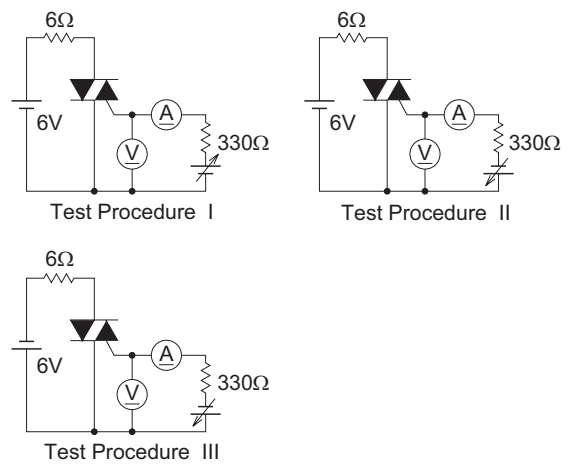 6Ω
6V
A
V
330Ω
Test Procedure I
6Ω
6V
A
V
330Ω
Test Procedure II
6Ω
6V
A
V
330Ω
Test Procedure III